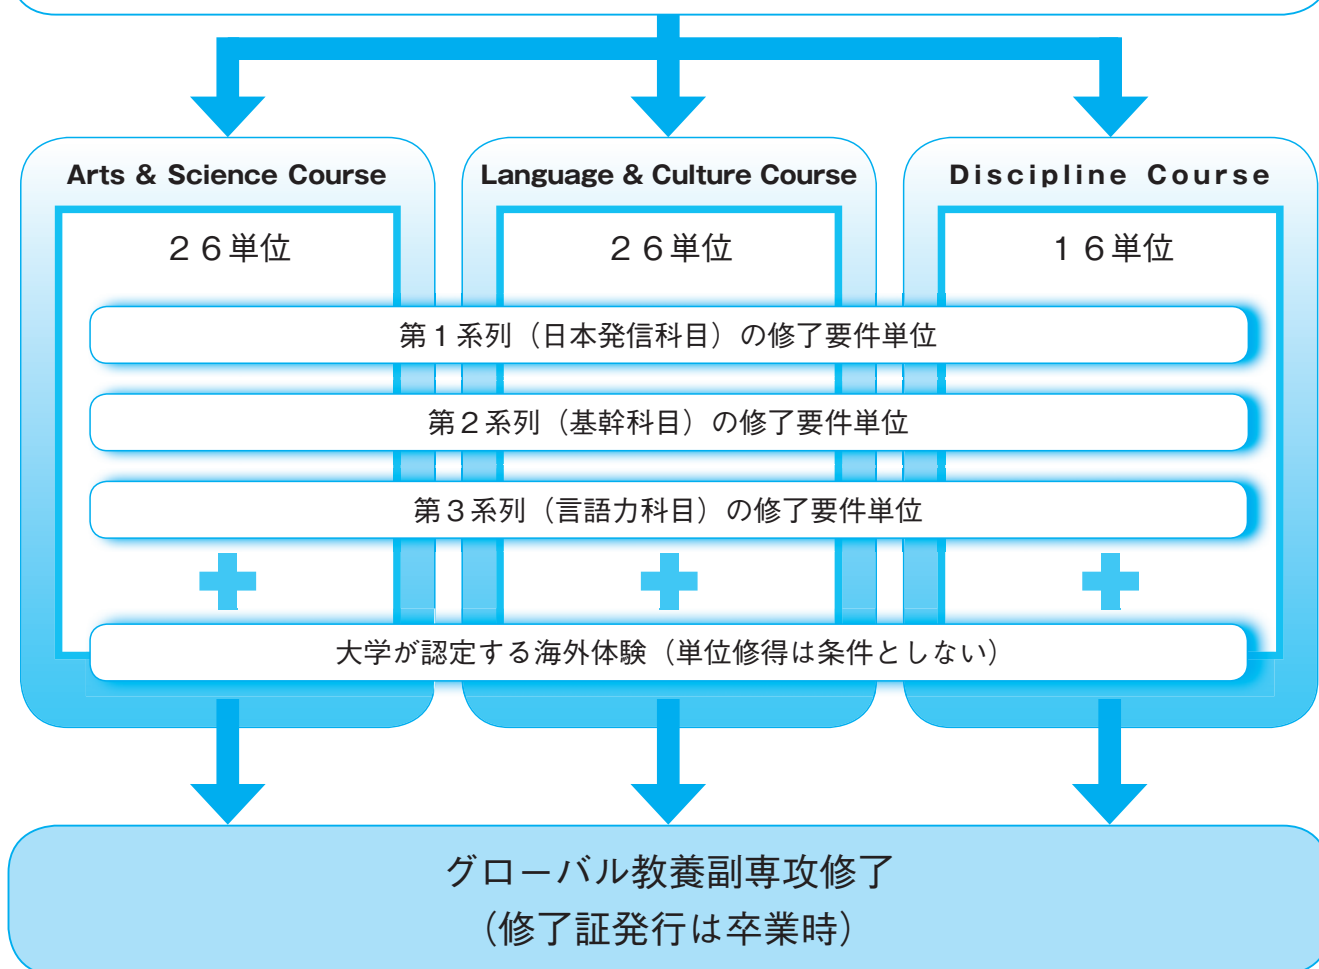 Arts & Science Course
Language & Culture Course
Discipline Course
２６単位
２６単位
１６単位
第１系列（日本発信科目）の修了要件単位
第２系列（基幹科目）の修了要件単位
第３系列（言語力科目）の修了要件単位
大学が認定する海外体験（単位修得は条件としない）
グローバル教養副専攻修了
（修了証発行は卒業時）